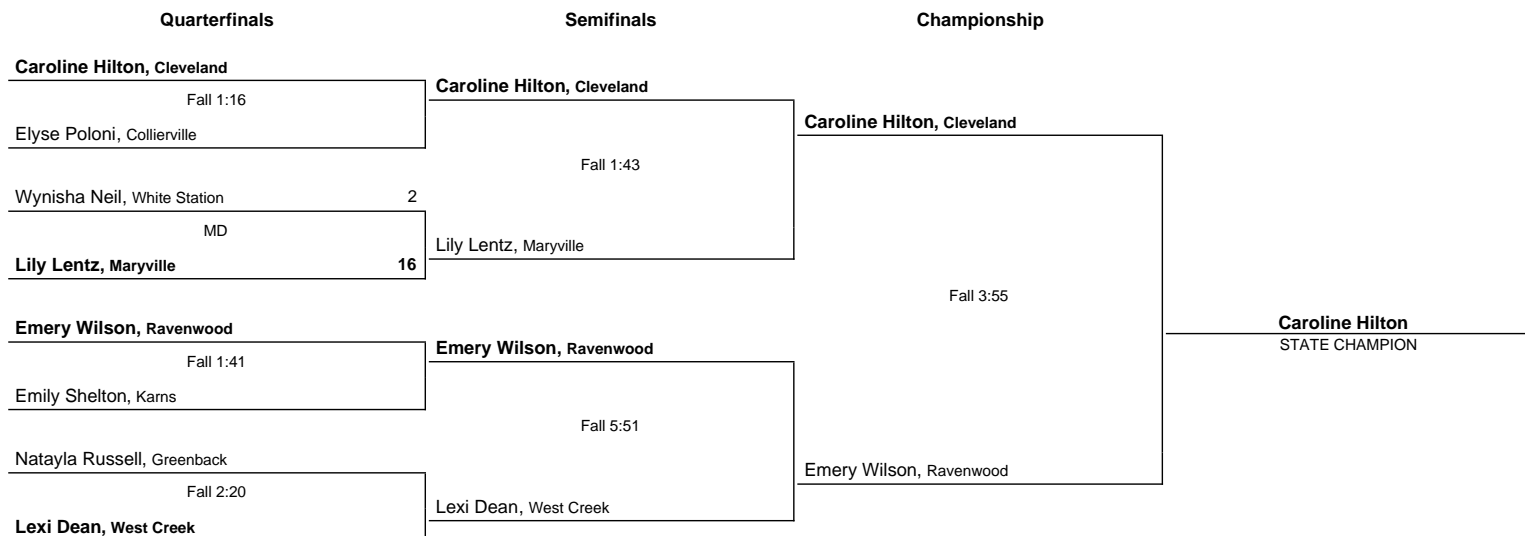 Quarterfinals
Semifinals
Championship
Caroline Hilton, Cleveland
Fall 1:16
Elyse Poloni, Collierville
Wynisha Neil, White Station 2
MD
Lily Lentz, Maryville 16
Emery Wilson, Ravenwood
Fall 1:41
Emily Shelton, Karns
Natayla Russell, Greenback
Fall 2:20
Lexi Dean, West Creek
Caroline Hilton, Cleveland
Fall 1:43
Lily Lentz, Maryville
Emery Wilson, Ravenwood
Fall 5:51
Lexi Dean, West Creek
Caroline Hilton, Cleveland
Fall 3:55
Emery Wilson, Ravenwood
Caroline Hilton
STATE CHAMPION